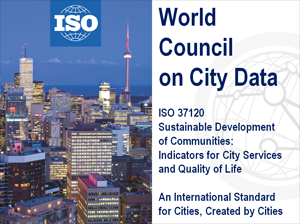 ISO
World
Council
on City Data
ISO 37120
Sustainable Development
of Communities:
Indicators for City Services
and Quality of Life
An International Standard
for Cities, Created by Cities